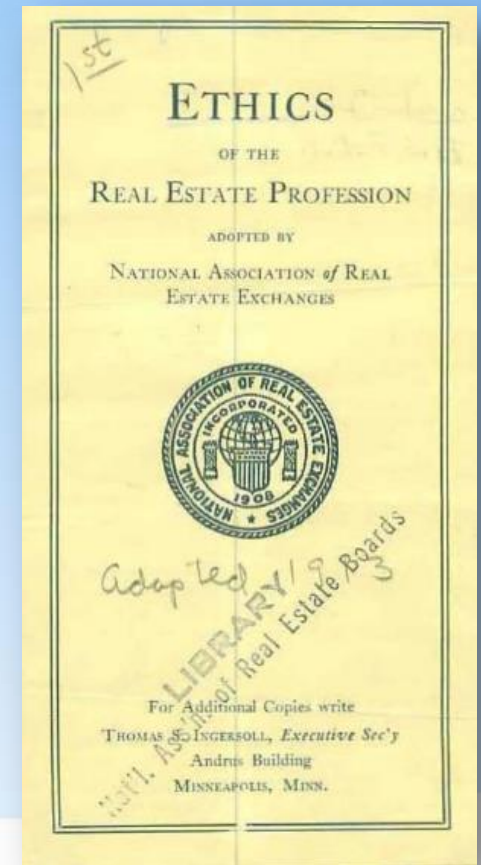 1st
ETHICS
OF THE
REAL ESTATE PROFESSION
ADOPTED BY
NATIONAL ASSOCIATION of REAL
ESTATE EXCHANGES
NATIONAL ASSOCIATION OF REAL ESTATE EXCHANGES
INCORPORATED
1908
adopted 1913
LIBRARY
Nat'l. Ass'n. of Real Estate Boards
For Additional Copies write
THOMAS S. INGERSOLL, Executive Sec'y
Andrus Building
MINNEAPOLIS, MINN.